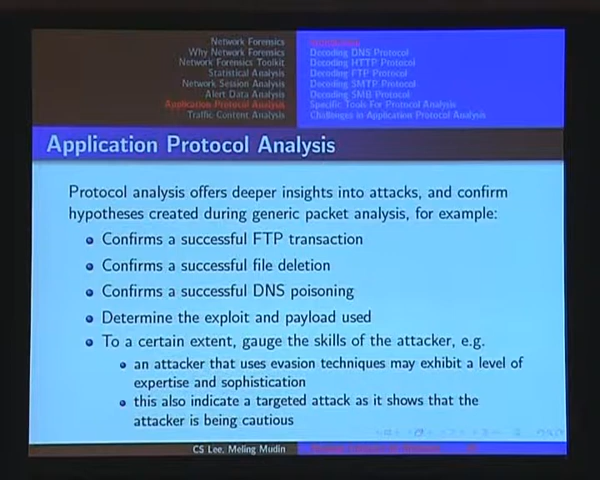 Network Forensics
Why Network Forensics
Network Forensics Toolkit
Statistical Analysis
Network Session Analysis
Alert Data Analysis
Application Protocol Analysis
Traffic Content Analysis
Decoding DNS Protocol
Decoding HTTP Protocol
Decoding FTP Protocol
Decoding SMTP Protocol
Decoding SMB Protocol
Specific Tools For Protocol Analysis
Challenges in Application Protocol Analysis
Application Protocol Analysis
Protocol analysis offers deeper insights into attacks, and confirm
hypotheses created during generic packet analysis, for example:
Confirms a successful FTP transaction
Confirms a successful file deletion
Confirms a successful DNS poisoning
Determine the exploit and payload used
To a certain extent, gauge the skills of the attacker, e.g.
an attacker that uses evasion techniques may exhibit a level of
expertise and sophistication
this also indicate a targeted attack as it shows that the
attacker is being cautious
CS Lee, Meling Mudin